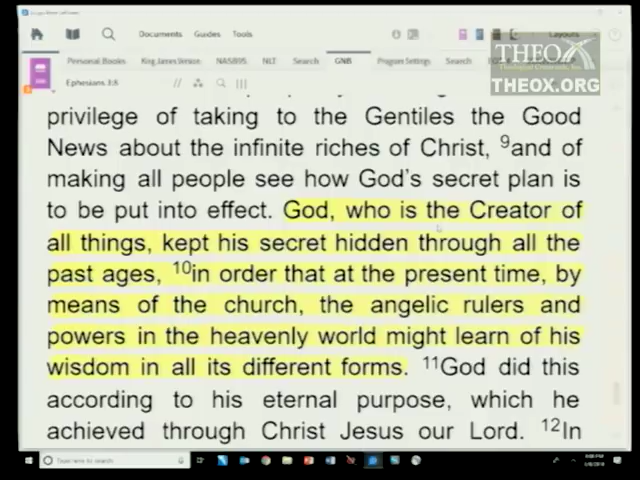 Documents Guides Tools
Layouts
Personal Books King James Version NASB95 NLT Search GNB Program Settings Search
THEOX
THEOX.ORG
Ephesians 3:8
privilege of taking to the Gentiles the Good
News about the infinite riches of Christ, 9and of
making all people see how God's secret plan is
to be put into effect. God, who is the Creator of
all things, kept his secret hidden through all the
past ages, 10in order that at the present time, by
means of the church, the angelic rulers and
powers in the heavenly world might learn of his
wisdom in all its different forms. 11God did this
according to his eternal purpose, which he
achieved through Christ Jesus our Lord. 12In
Type here to search